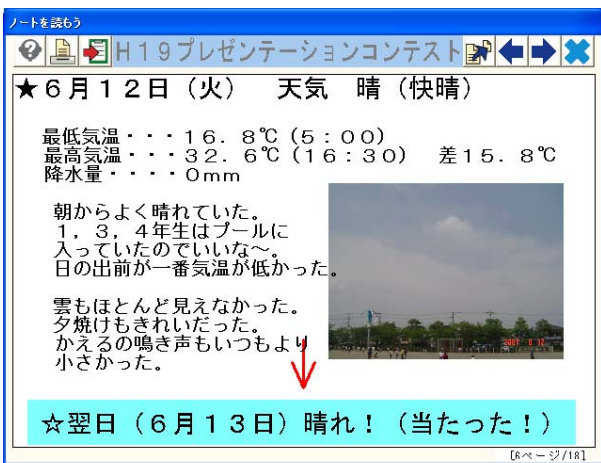 ノートを読もう
H19プレゼンテーションコンテスト
★6月12日(火) 天気 晴(快晴)
最低気温・・・16.8℃(5:00)
最高気温・・・32.6℃(16:30) 差15.8℃
降水量・・・・0mm
朝からよく晴れていた。
1,3,4年生はプールに
入っていたのでいいな~。
日の出前が一番気温が低かった。
雲もほとんど見えなかった。
夕焼けもきれいだった。
かえるの鳴き声もいつもより
小さかった。
2007 6 12
☆翌日(6月13日)晴れ!(当たった!)
[6ページ/18]